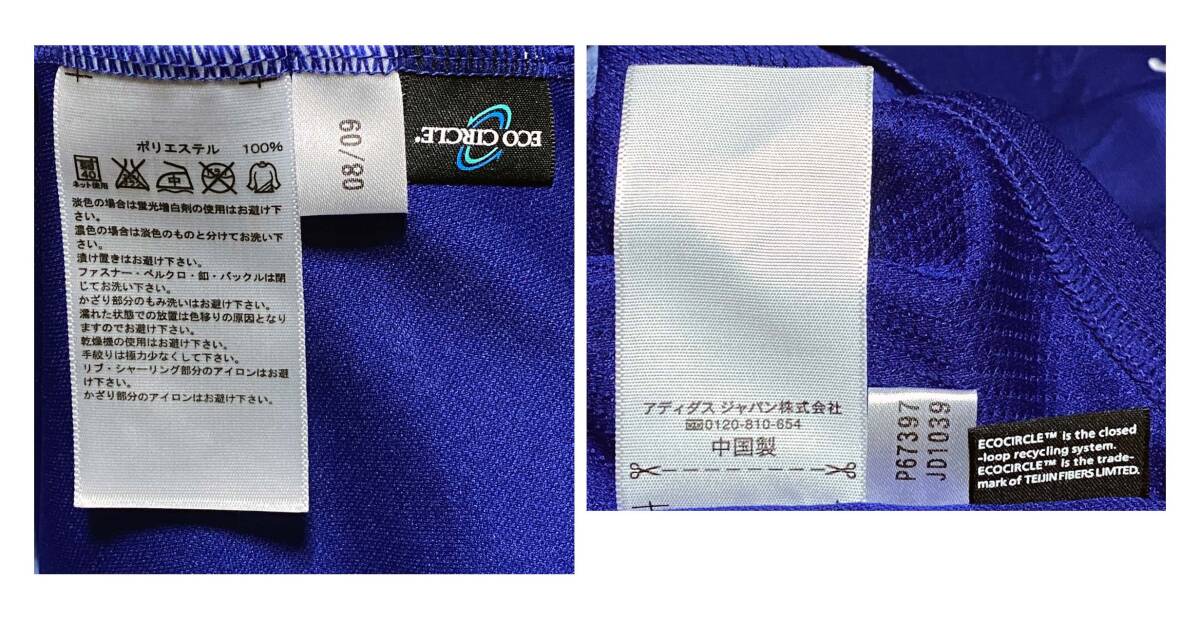 ポリエステル 100%
40
ネット使用
中
淡色の場合は蛍光増白剤の使用はお避け下
さい。
濃色の場合は淡色のものと分けてお洗い下
さい。
漬け置きはお避け下さい。
ファスナー・ベルクロ・釦・バックルは閉
じてお洗い下さい。
かざり部分のもみ洗いはお避け下さい。
濡れた状態での放置は色移りの原因となり
ますのでお避け下さい。
乾燥機の使用はお避け下さい。
手絞りは極力少なくして下さい。
リブ・シャーリング部分のアイロンはお避
け下さい。
かざり部分のアイロンはお避け下さい。
60/80
ECO CIRCLE®
アディダス ジャパン株式会社
0120-810-654
中国製
P67397
JD1039
ECOCIRCLE™ is the closed
-loop recycling system.
ECOCIRCLE™ is the trade-
mark of TEIJIN FIBERS LIMTED.